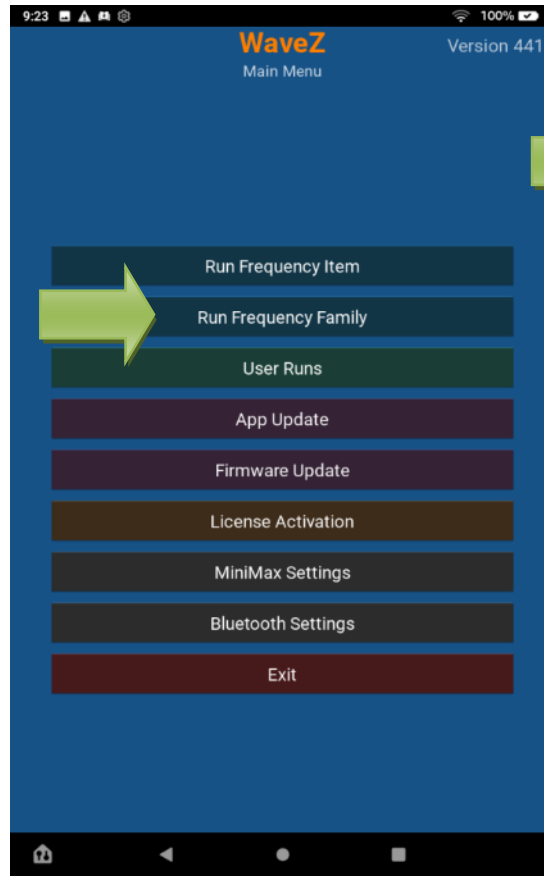 9:23
100%
WaveZ
Version 441
Main Menu
Run Frequency Item
Run Frequency Family
User Runs
App Update
Firmware Update
License Activation
MiniMax Settings
Bluetooth Settings
Exit